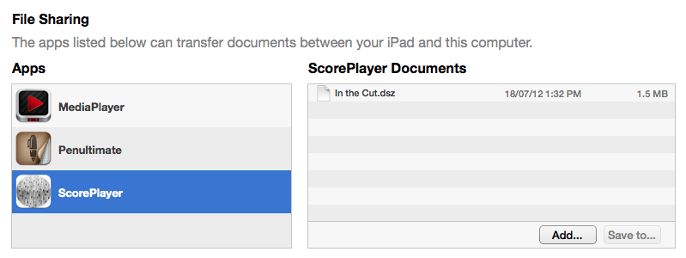 File Sharing
The apps listed below can transfer documents between your iPad and this computer.
Apps
MediaPlayer
Penultimate
ScorePlayer
ScorePlayer Documents
In the Cut.dsz 18/07/12 1:32 PM 1.5 MB
Add... Save to...